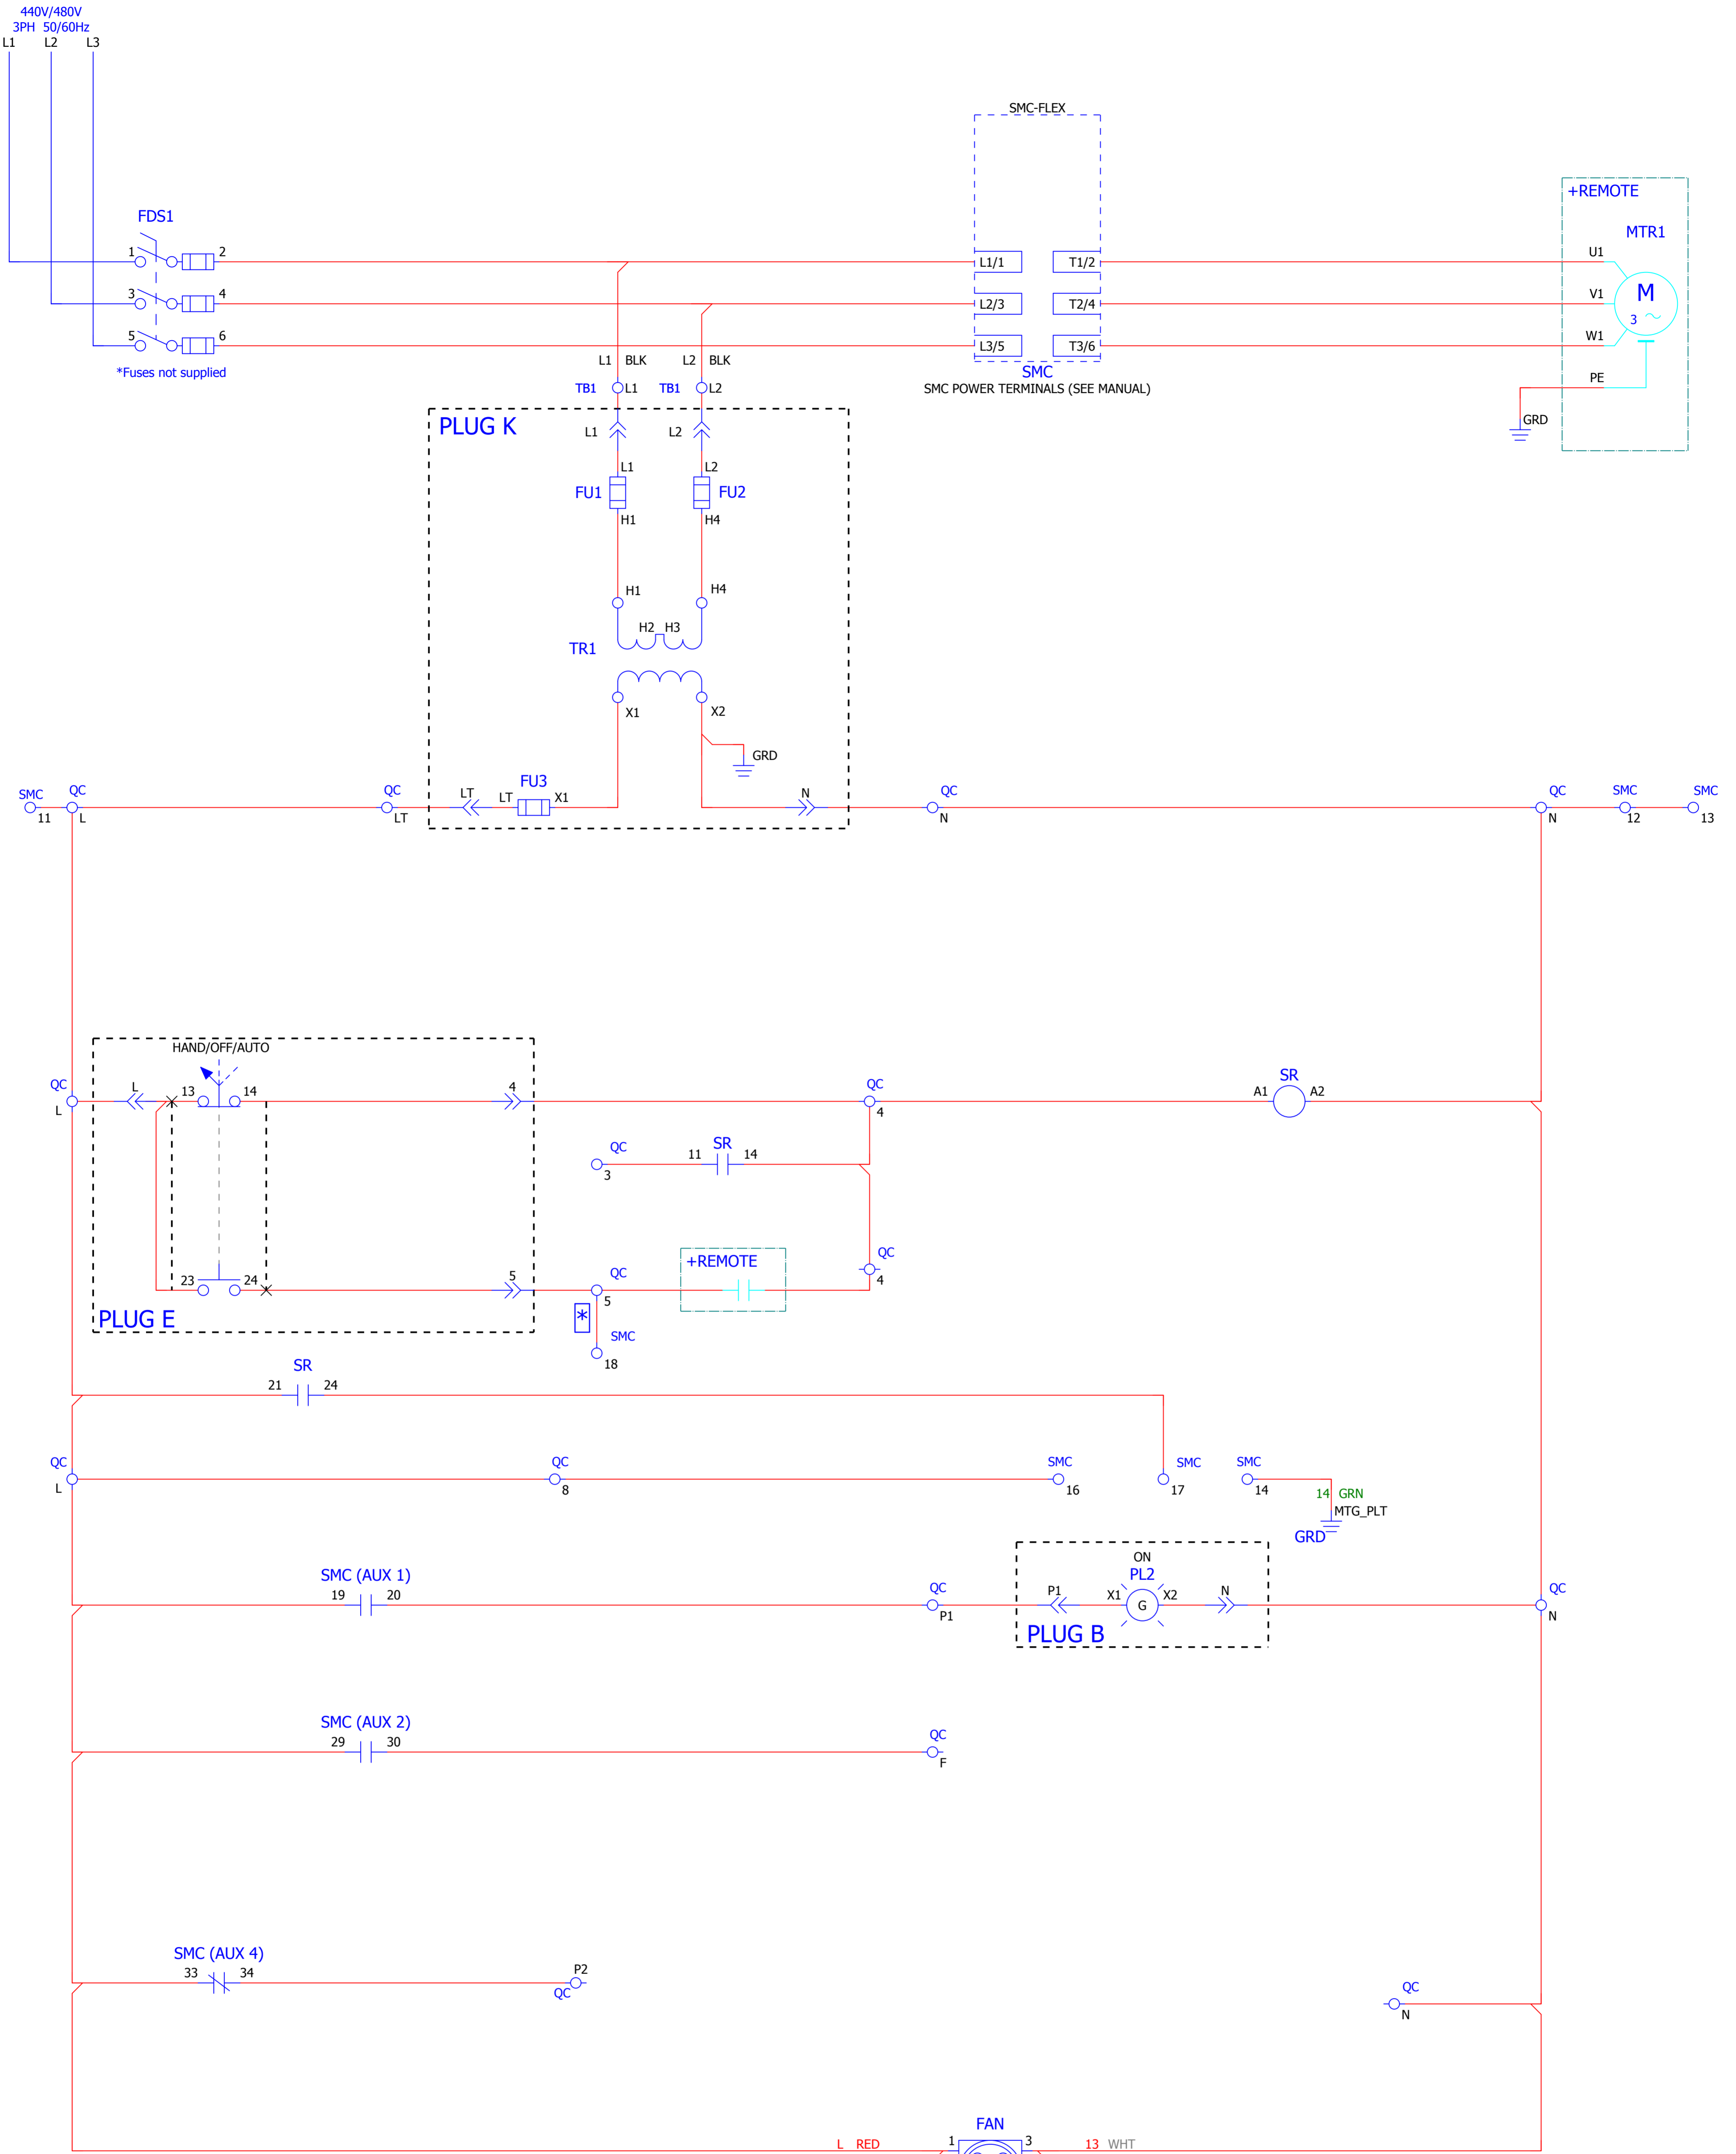 440V/480V
3PH 50/60Hz
L1 L2 L3
SMC-FLEX
+REMOTE
FDS1
MTR1
1 2 L1/1 T1/2 U1
3 4 L2/3 T2/4 V1 M
3
5 6 L3/5 T3/6 W1
L1 BLK L2 BLK
*Fuses not supplied
SMC
SMC POWER TERMINALS (SEE MANUAL)
PE
TB1 L1 TB1 L2
GRD
PLUG K
L1 L2
L1 L2
FU1 FU2
H1 H4
H1 H4
H2 H3
TR1
X1 X2
GRD
FU3
SMC QC QC LT LT X1 N QC QC SMC SMC
11 L LT N N 12 13
HAND/OFF/AUTO
QC L 13 14 4 QC SR
A1 A2
L 4
QC SR
11 14
3
+REMOTE QC
4
23 24 5 QC
5
PLUG E
*
SMC
18
SR
21 24
QC QC SMC SMC SMC
L 8 16 17 14
14 GRN
MTG_PLT
GRD
ON
SMC (AUX 1) PL2
19 20 QC P1 X1 G X2 N QC
P1 N
PLUG B
SMC (AUX 2)
29 30 QC
F
SMC (AUX 4)
33 34 P2
QC
QC
N
FAN
L RED 1 3 13 WHT